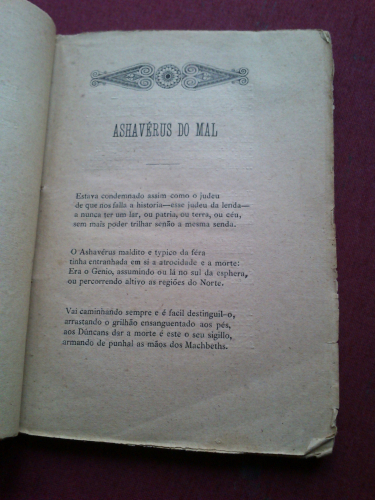 ASHAVÉRUS DO MAL
Estava condemnado assim como o judeu
de que nos falla a historia—esse judeu da lenda—
a nunca ter um lar, ou patria, ou terra, ou céu,
sem mais poder trilhar senão a mesma senda.
O Ashavérus maldito e typico da féra
tinha entranhada em si a atrocidade e a morte:
Era o Genio, assumindo ou lá no sul da esphera,
ou percorrendo altivo as regiões do Norte.
Vai caminhando sempre e é facil destinguil-o,
arrastando o grilhão ensanguentado aos pés,
aos Dúncans dar a morte é este o seu sigillo,
armando de punhal as mãos dos Machbeths.